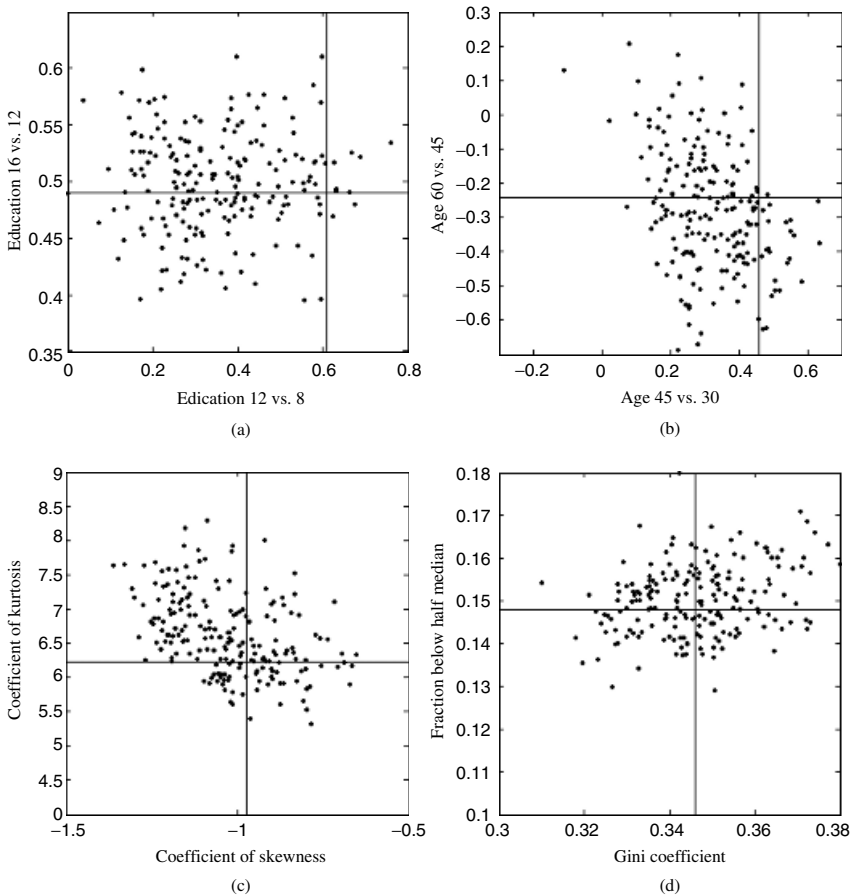 0.6
0.55
0.5
0.45
0.4
0.35
Education 16 vs. 12
0 0.2 0.4 0.6 0.8
Edication 12 vs. 8
(a)
0.3
0.2
0.1
0
−0.1
−0.2
−0.3
−0.4
−0.5
−0.6
Age 60 vs. 45
−0.2 0 0.2 0.4 0.6
Age 45 vs. 30
(b)
9
8.5
8
7.5
7
6.5
6
5.5
5
4.5
0
Coefficient of kurtosis
−1.5 −1 −0.5
Coefficient of skewness
(c)
0.18
0.17
0.16
0.15
0.14
0.13
0.12
0.11
0.1
Fraction below half median
0.3 0.32 0.34 0.36 0.38
Gini coefficient
(d)